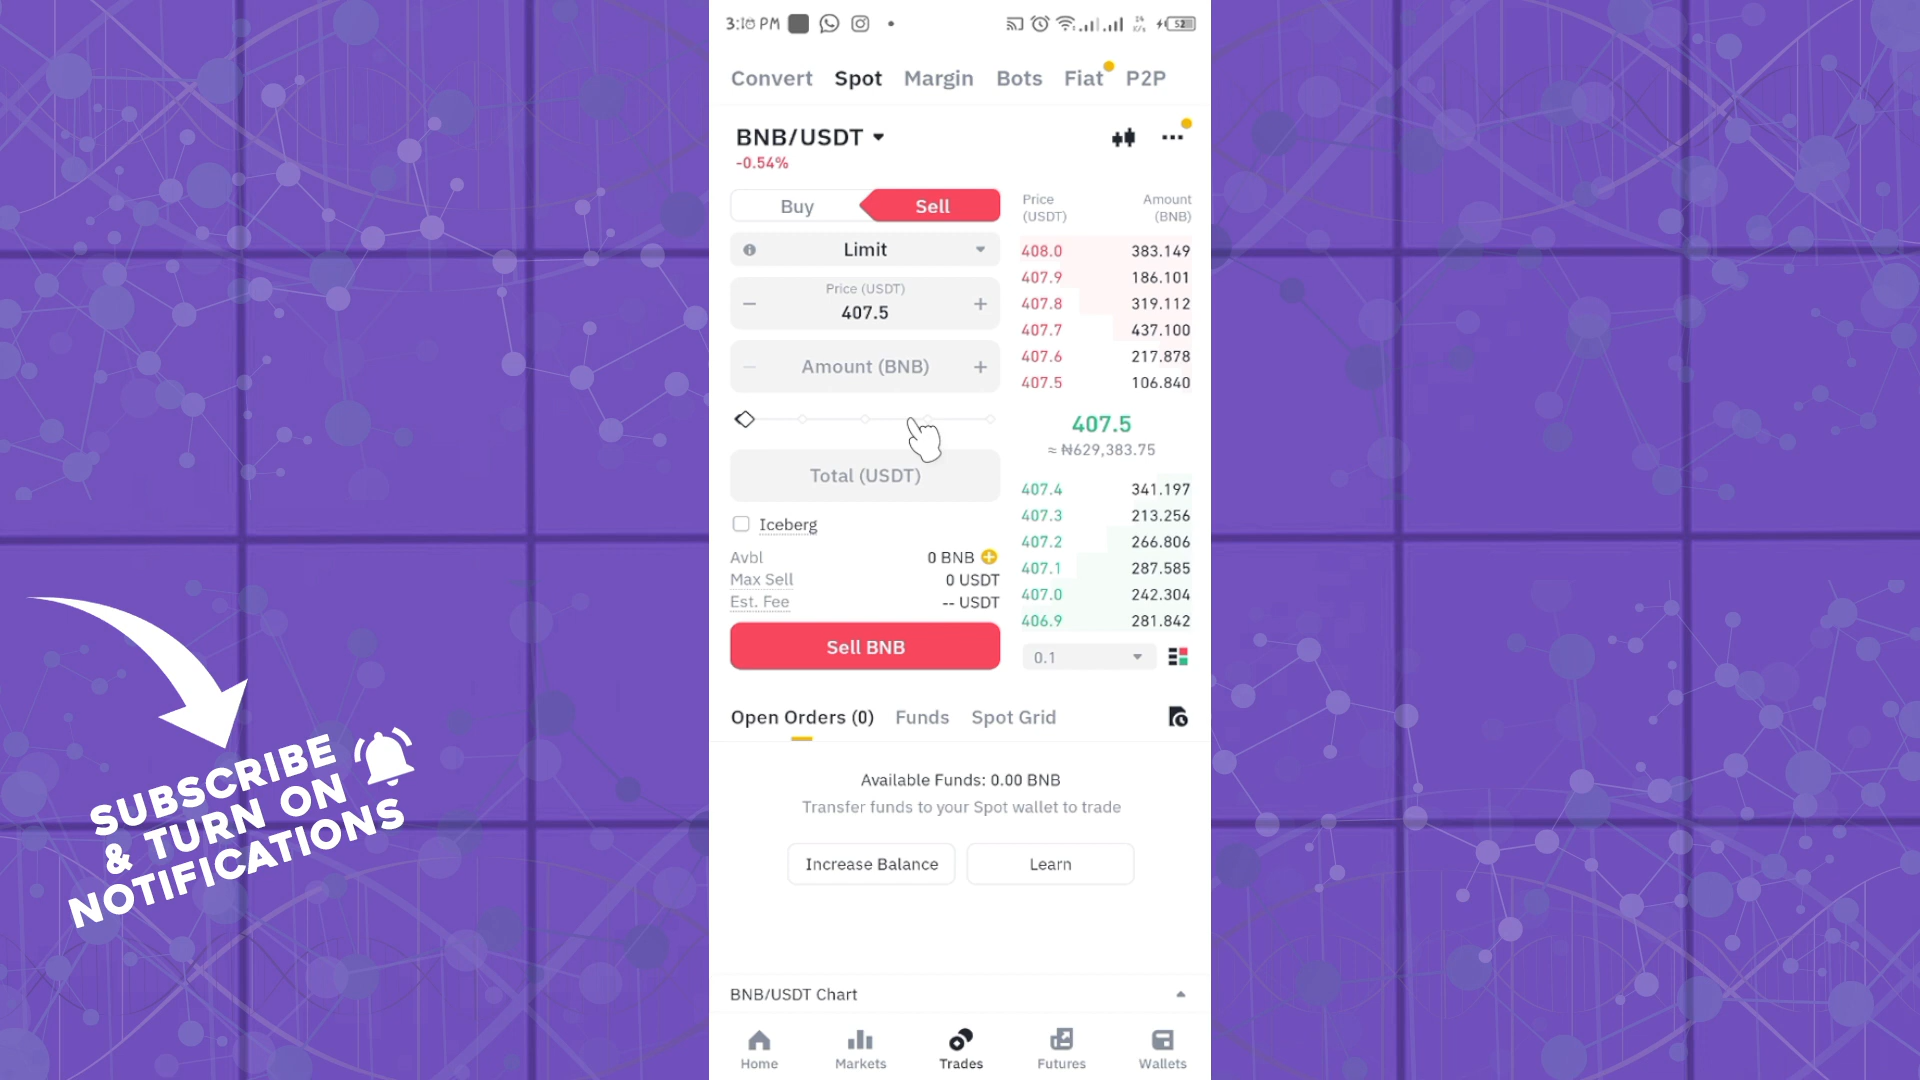 3:10 PM
52
Convert Spot Margin Bots Fiat P2P
BNB/USDT
-0.54%
Buy Sell
Limit
Price (USDT)
407.5
Amount (BNB)
Total (USDT)
Iceberg
Avbl 0 BNB
Max Sell 0 USDT
Est. Fee -- USDT
Sell BNB
Price Amount
(USDT) (BNB)
408.0 383.149
407.9 186.101
407.8 319.112
407.7 437.100
407.6 217.878
407.5 106.840
407.5
≈ ₦629,383.75
407.4 341.197
407.3 213.256
407.2 266.806
407.1 287.585
407.0 242.304
406.9 281.842
0.1
Open Orders (0) Funds Spot Grid
Available Funds: 0.00 BNB
Transfer funds to your Spot wallet to trade
Increase Balance Learn
BNB/USDT Chart
Home Markets Trades Futures Wallets
SUBSCRIBE
& TURN ON
NOTIFICATIONS